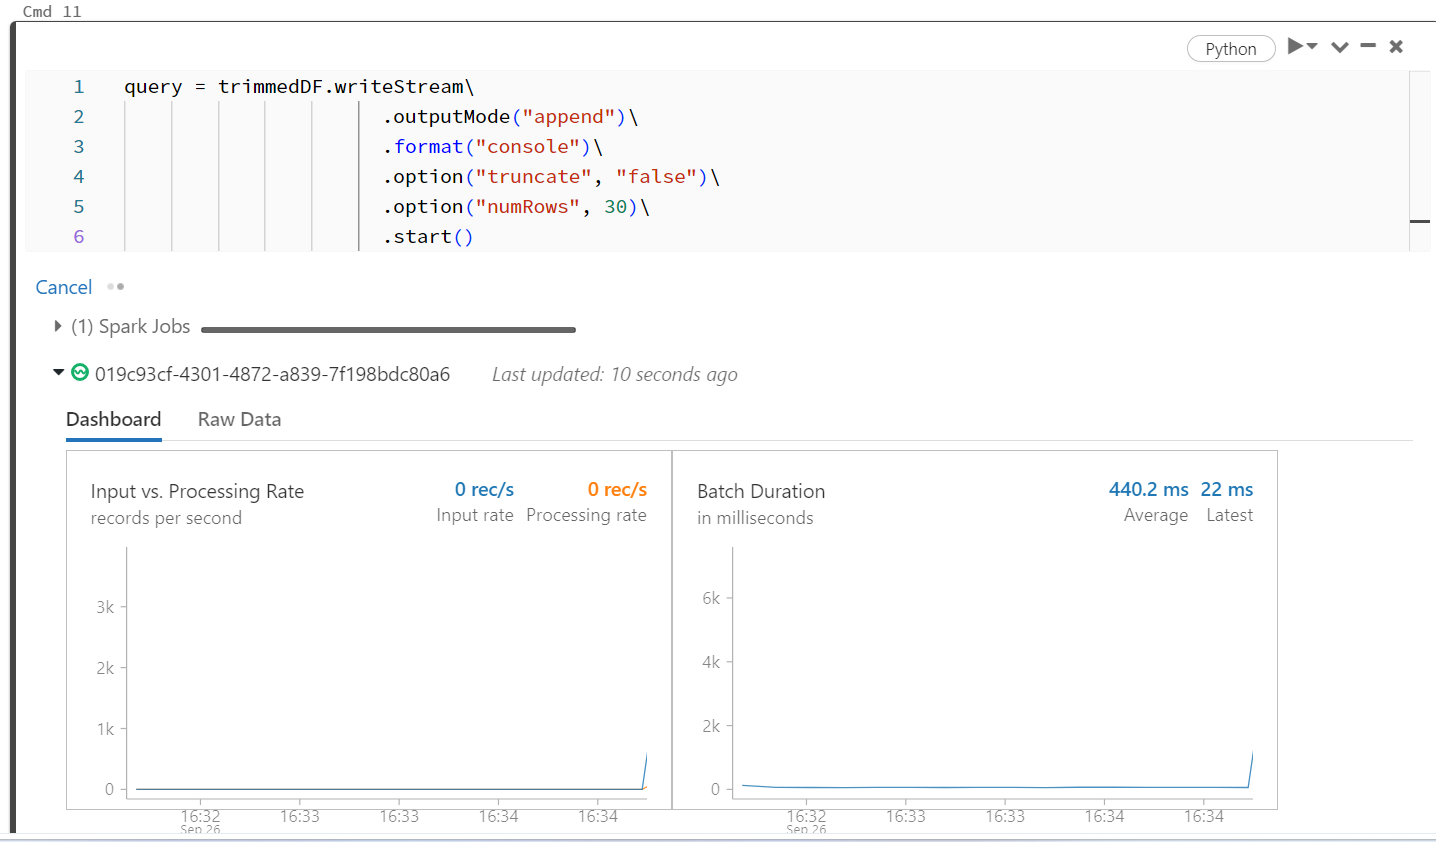 Cmd 11
Python
1 query = trimmedDF.writeStream\
2 .outputMode("append")\
3 .format("console")\
4 .option("truncate", "false")\
5 .option("numRows", 30)\
6 .start()
Cancel
(1) Spark Jobs
019c93cf-4301-4872-a839-7f198bdc80a6 Last updated: 10 seconds ago
Dashboard Raw Data
Input vs. Processing Rate 0 rec/s 0 rec/s
records per second Input rate Processing rate
3k
2k
1k
0
16:32 16:33 16:33 16:34 16:34
Sep 26
Batch Duration 440.2 ms 22 ms
in milliseconds Average Latest
6k
4k
2k
0
16:32 16:33 16:33 16:34 16:34
Sep 26